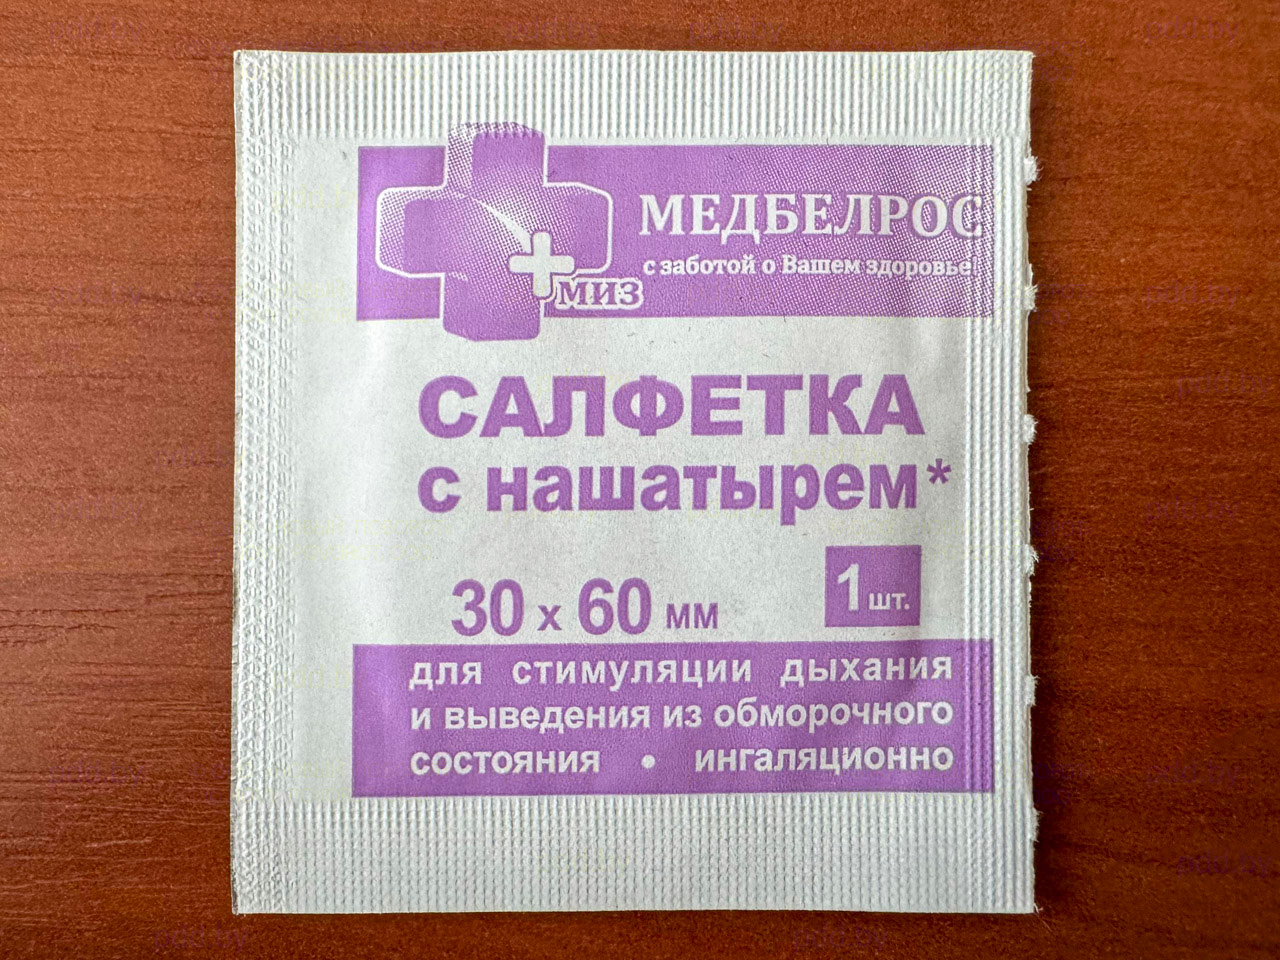 МЕДБЕЛРОС
с заботой о Вашем здоровье
МИЗ
САЛФЕТКА
с нашатырем*
30 x 60 мм
1 шт.
для стимуляции дыхания
и выведения из обморочного
состояния • ингаляционно